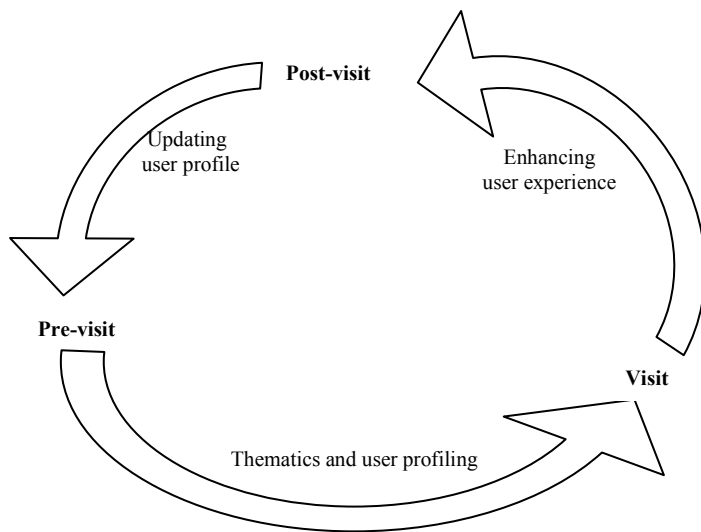 Post-visit
Updating
user profile
Enhancing
user experience
Pre-visit
Visit
Thematics and user profiling